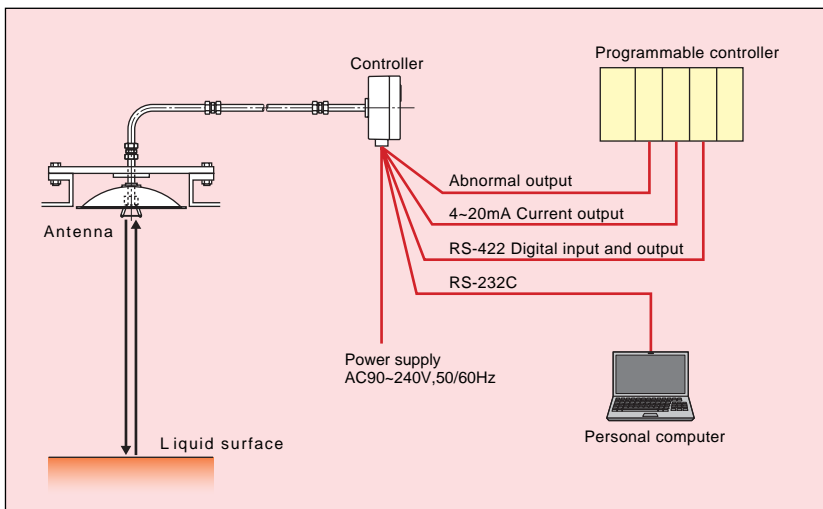 Programmable controller
Controller
Abnormal output
4~20mA Current output
Antenna
RS-422 Digital input and output
RS-232C
Power supply
AC90~240V,50/60Hz
Personal computer
Liquid surface